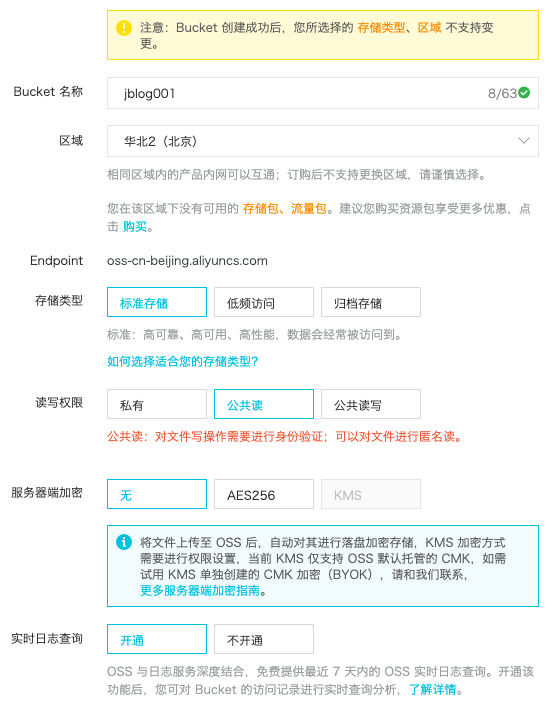 注意：Bucket 创建成功后，您所选择的 存储类型、区域 不支持变
更。
Bucket 名称 jblog001 8/63
区域 华北2（北京）
相同区域内的产品内网可以互通；订购后不支持更换区域，请谨慎选择。
您在该区域下没有可用的 存储包、流量包。建议您购买资源包享受更多优惠，点
击 购买。
Endpoint oss-cn-beijing.aliyuncs.com
存储类型 标准存储 低频访问 归档存储
标准：高可靠、高可用、高性能，数据会经常被访问到。
如何选择适合您的存储类型?
读写权限 私有 公共读 公共读写
公共读：对文件写操作需要进行身份验证；可以对文件进行匿名读。
服务器端加密 无 AES256 KMS
将文件上传至 OSS 后，自动对其进行落盘加密存储，KMS 加密方式
需要进行权限设置，当前 KMS 仅支持 OSS 默认托管的 CMK，如需
试用 KMS 单独创建的 CMK 加密（BYOK），请和我们联系，
更多服务器端加密指南。
实时日志查询 开通 不开通
OSS 与日志服务深度结合，免费提供最近 7 天内的 OSS 实时日志查询。开通该
功能后，您可对 Bucket 的访问记录进行实时查询分析，了解详情。